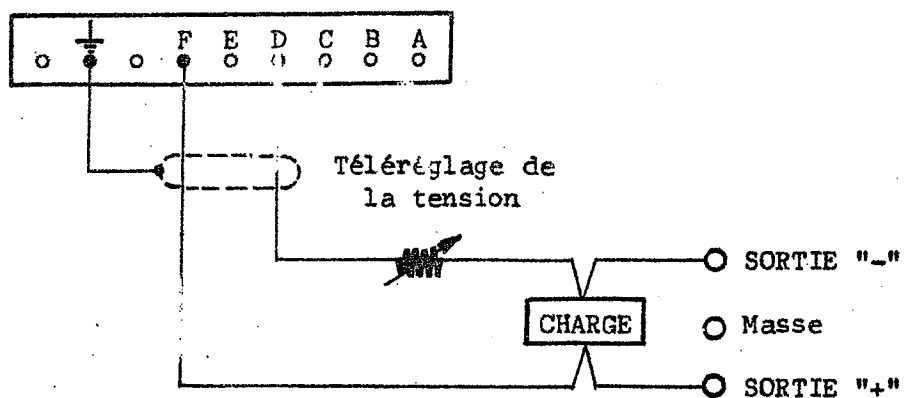 F E D C B A
Téléréglage de
la tension
SORTIE "-"
CHARGE
Masse
SORTIE "+"